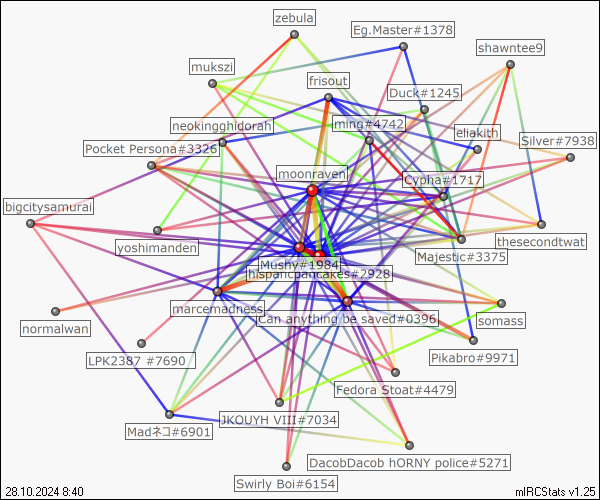 zebula
Eg.Master#1378
shawntee9
mukszi
frisout
Duck#1245
neokingghidorah
ming#4742
eliakith
Silver#7938
Pocket Persona#3326
moonraven
Cypha#1717
bigcitysamurai
yoshimanden
thesecondtwat
Majestic#3375
Mushy#1984
hispancpancakes#2928
marcemadness
Can anything be saved#0396
somass
normalwan
LPK2387 #7690
Pikabro#9971
Fedora Stoat#4479
JKOUYH VIII#7034
Madネコ#6901
DacobDacob hORNY police#5271
Swirly Boi#6154
28.10.2024 8:40
mIRCStats v1.25